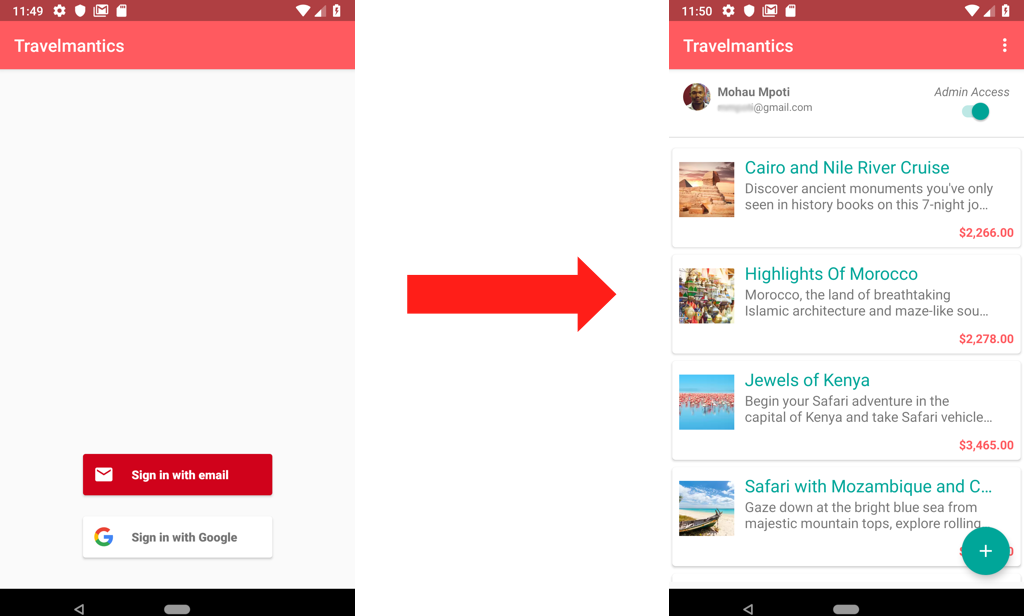 11:49
Travelmantics
Sign in with email
Sign in with Google
11:50
Travelmantics
Mohau Mpoti
@gmail.com
Admin Access
Cairo and Nile River Cruise
Discover ancient monuments you've only
seen in history books on this 7-night jo...
$2,266.00
Highlights Of Morocco
Morocco, the land of breathtaking
Islamic architecture and maze-like sou...
$2,278.00
Jewels of Kenya
Begin your Safari adventure in the
capital of Kenya and take Safari vehicle...
$3,465.00
Safari with Mozambique and C...
Gaze down at the bright blue sea from
majestic mountain tops, explore rolling